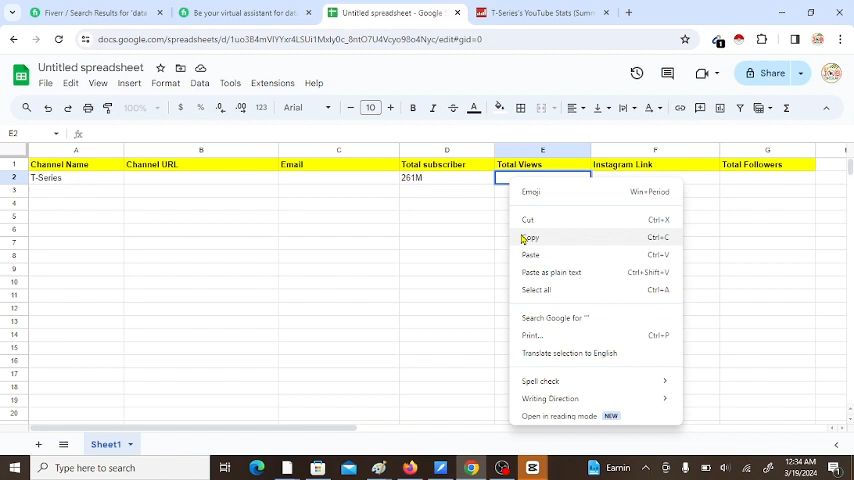 Fiverr / Search Results for 'date
Be your virtual assistant for dat
Untitled spreadsheet - Google
T-Series's YouTube Stats (Summ
docs.google.com/spreadsheets/d/1uo3B4mVIYYxr4LSUi1MxIy0c_8ntO7U4Vcyo98o4Nyc/edit#gid=0
Untitled spreadsheet
File Edit View Insert Format Data Tools Extensions Help
Share
100% $ % .0 .00 123 Arial 10 B I A
E2 fx
A B C D E F G
1 Channel Name Channel URL Email Total subscriber Total Views Instagram Link Total Followers
2 T-Series 261M
3
4
5
6
7
8
9
10
11
12
13
14
15
16
17
18
19
20
Emoji Win+Period
Cut Ctrl+X
Copy Ctrl+C
Paste Ctrl+V
Paste as plain text Ctrl+Shift+V
Select all Ctrl+A
Search Google for ""
Print... Ctrl+P
Translate selection to English
Spell check
Writing Direction
Open in reading mode NEW
Sheet1
Type here to search
Earnin
12:34 AM
3/19/2024